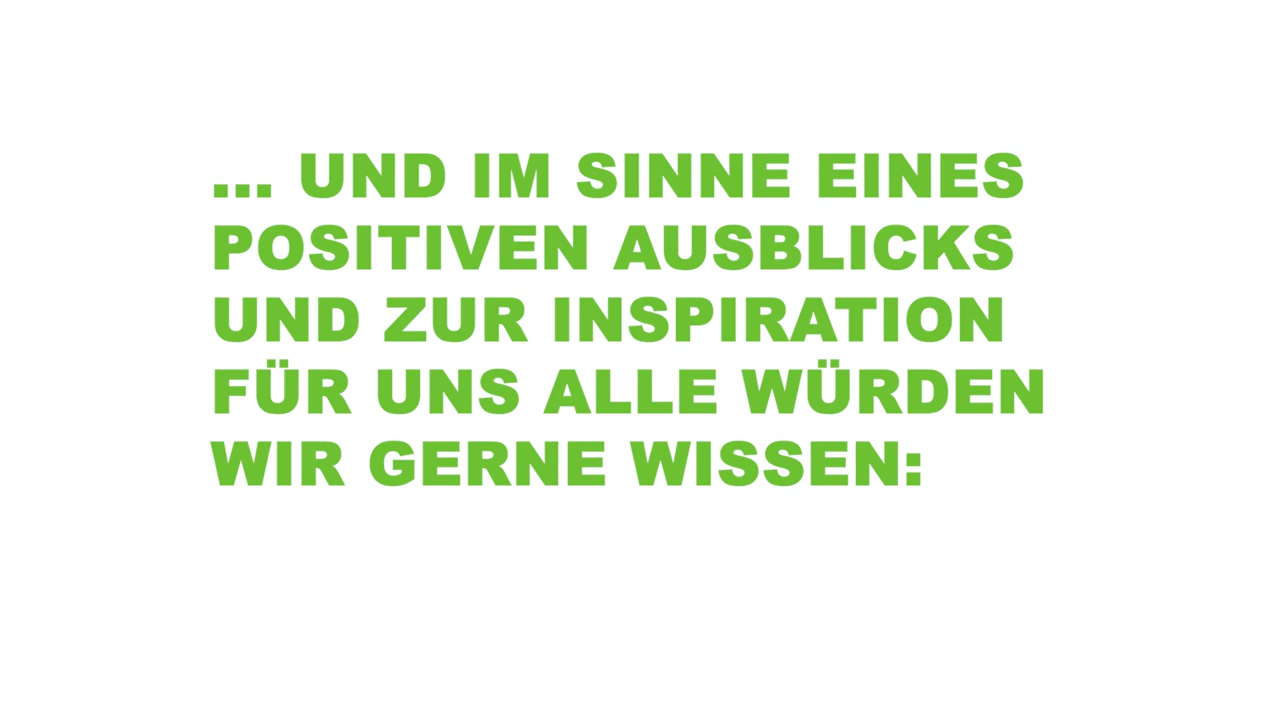 ... UND IM SINNE EINES
POSITIVEN AUSBLICKS
UND ZUR INSPIRATION
FÜR UNS ALLE WÜRDEN
WIR GERNE WISSEN: